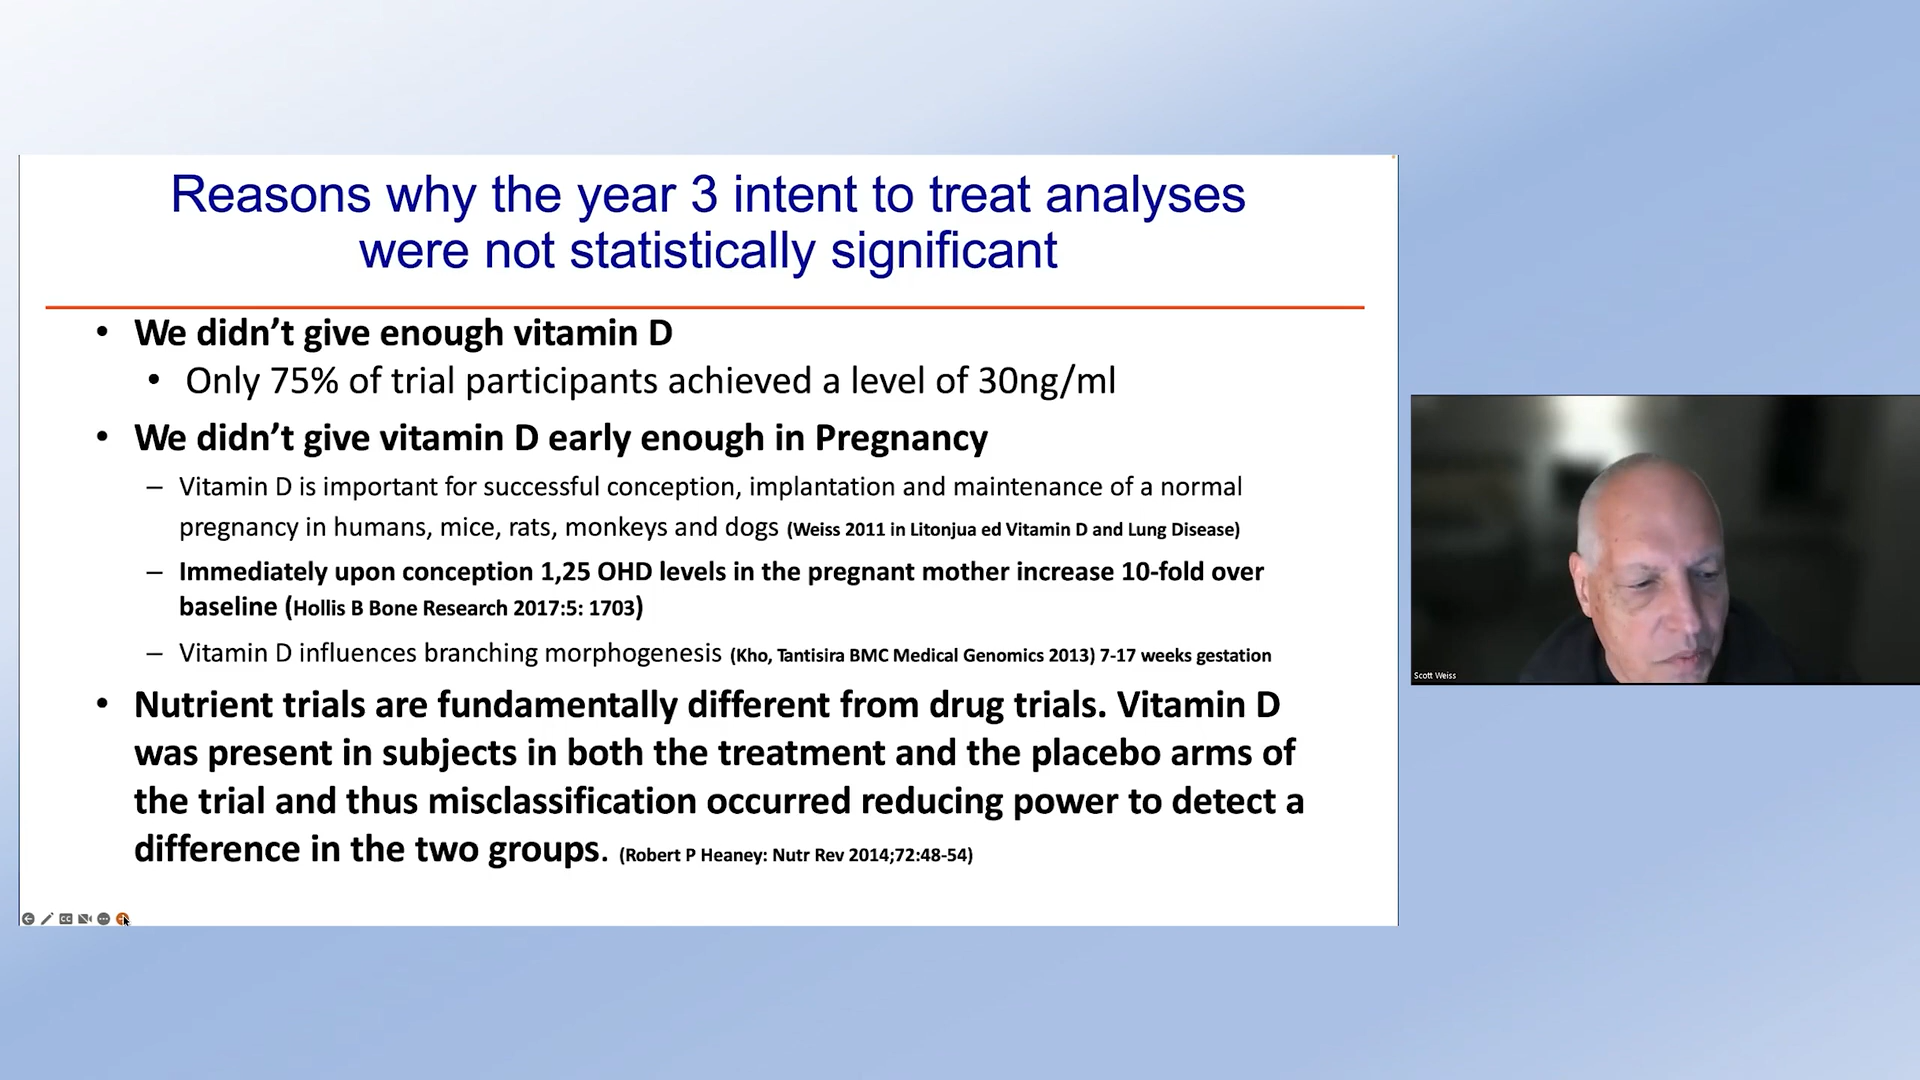 Reasons why the year 3 intent to treat analyses
were not statistically significant
• We didn’t give enough vitamin D
• Only 75% of trial participants achieved a level of 30ng/ml
• We didn’t give vitamin D early enough in Pregnancy
– Vitamin D is important for successful conception, implantation and maintenance of a normal
pregnancy in humans, mice, rats, monkeys and dogs (Weiss 2011 in Litonjua ed Vitamin D and Lung Disease)
– Immediately upon conception 1,25 OHD levels in the pregnant mother increase 10-fold over
baseline (Hollis B Bone Research 2017:5: 1703)
– Vitamin D influences branching morphogenesis (Kho, Tantisira BMC Medical Genomics 2013) 7-17 weeks gestation
• Nutrient trials are fundamentally different from drug trials. Vitamin D
was present in subjects in both the treatment and the placebo arms of
the trial and thus misclassification occurred reducing power to detect a
difference in the two groups. (Robert P Heaney: Nutr Rev 2014;72:48-54)
CC
Scott Weiss